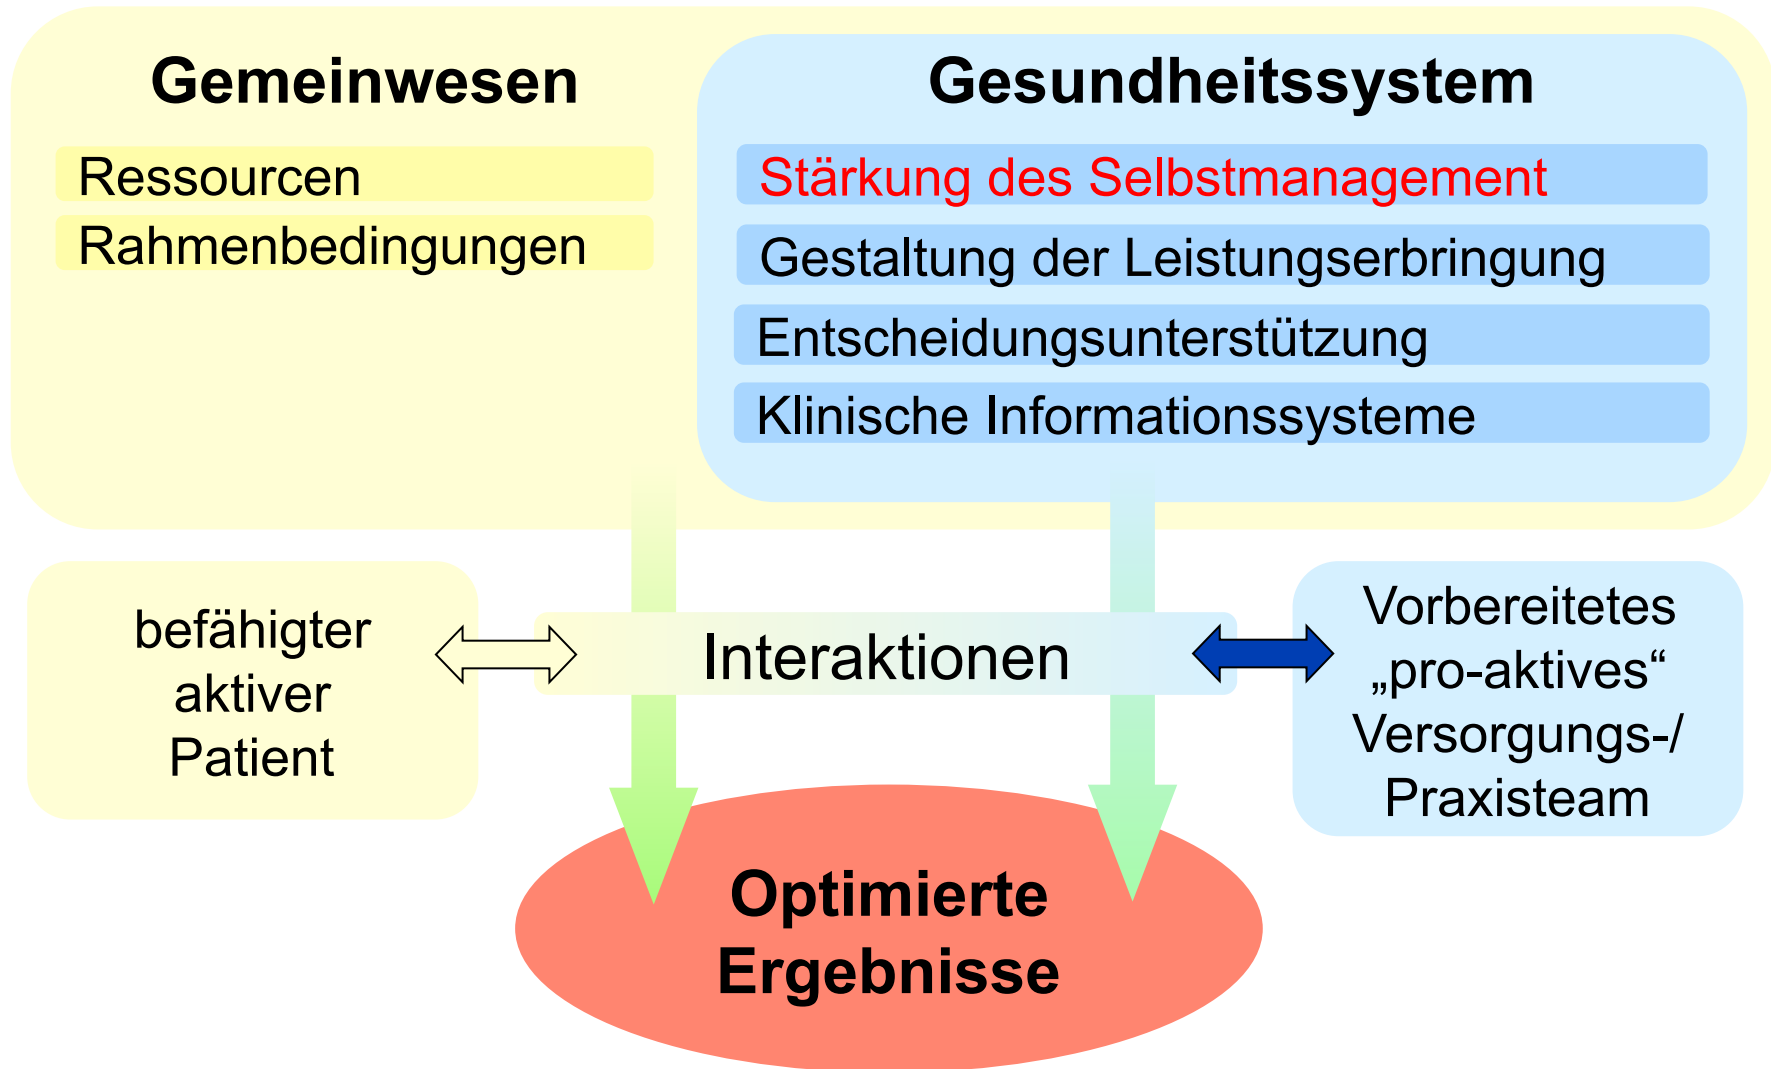 Gemeinwesen
Ressourcen
Rahmenbedingungen
Gesundheitssystem
Stärkung des Selbstmanagement
Gestaltung der Leistungserbringung
Entscheidungsunterstützung
Klinische Informationssysteme
befähigter
aktiver
Patient
Interaktionen
Vorbereitetes
„pro-aktives“
Versorgungs-/
Praxisteam
Optimierte
Ergebnisse